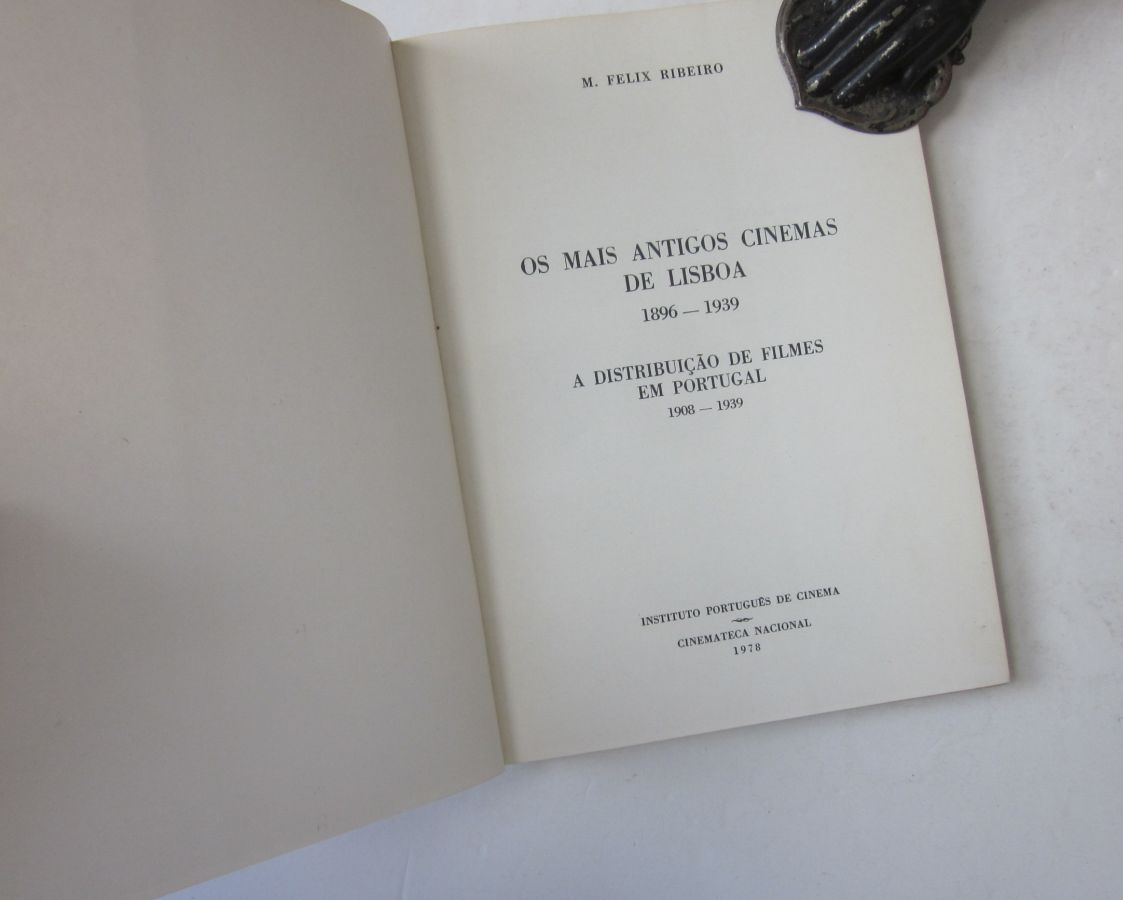 M. FELIX RIBEIRO
OS MAIS ANTIGOS CINEMAS
DE LISBOA
1896 — 1939
A DISTRIBUIÇÃO DE FILMES
EM PORTUGAL
1908 — 1939
INSTITUTO PORTUGUÊS DE CINEMA
CINEMATECA NACIONAL
1978